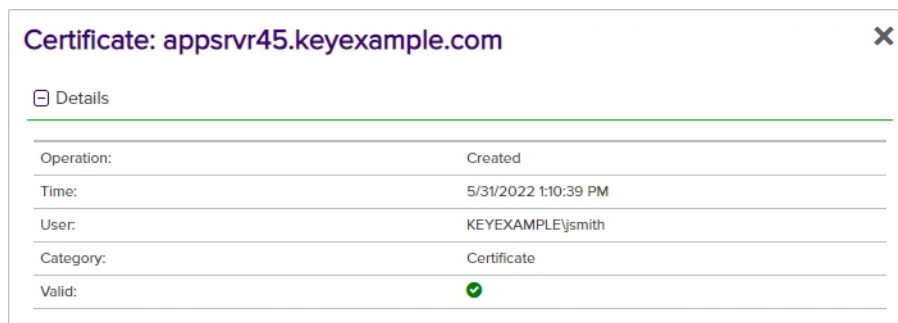 Certificate: appsrvr45.keyexample.com
Details
Operation: Created
Time: 5/31/2022 1:10:39 PM
User: KEYEXAMPLE\jsmith
Category: Certificate
Valid: